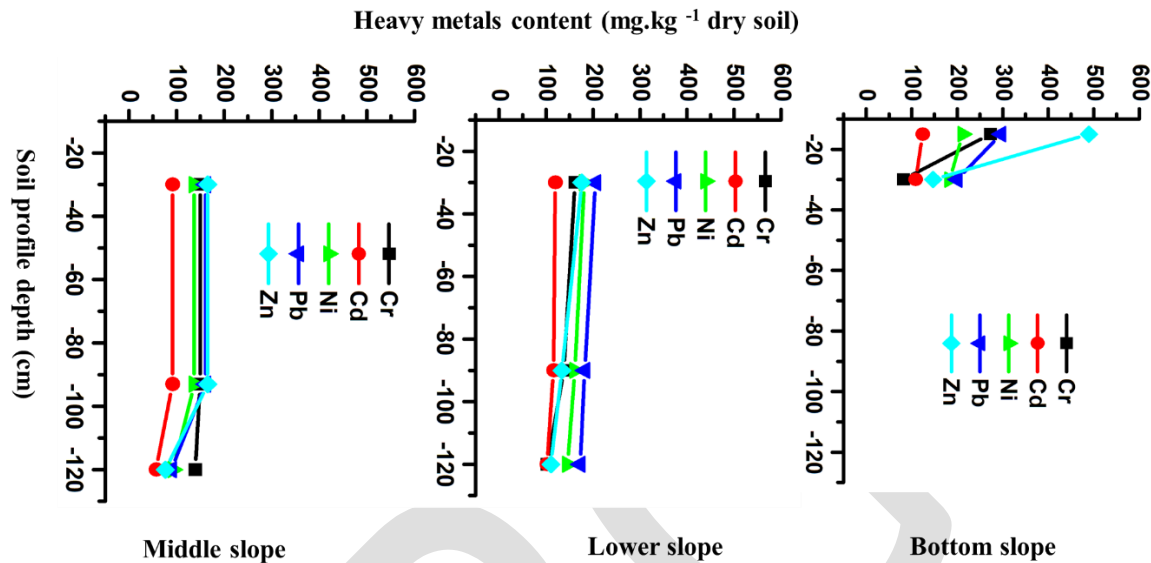 Heavy metals content (mg.kg -1 dry soil)
0 100 200 300 400 500 600
0 100 200 300 400 500 600
0 100 200 300 400 500 600
Soil profile depth (cm)
-20
-40
-60
-80
-100
-120
Zn Pb Ni Cd Cr
-20
-40
-60
-80
-100
-120
Zn Pb Ni Cd Cr
-20
-40
-60
-80
-100
-120
Zn Pb Ni Cd Cr
Middle slope
Lower slope
Bottom slope